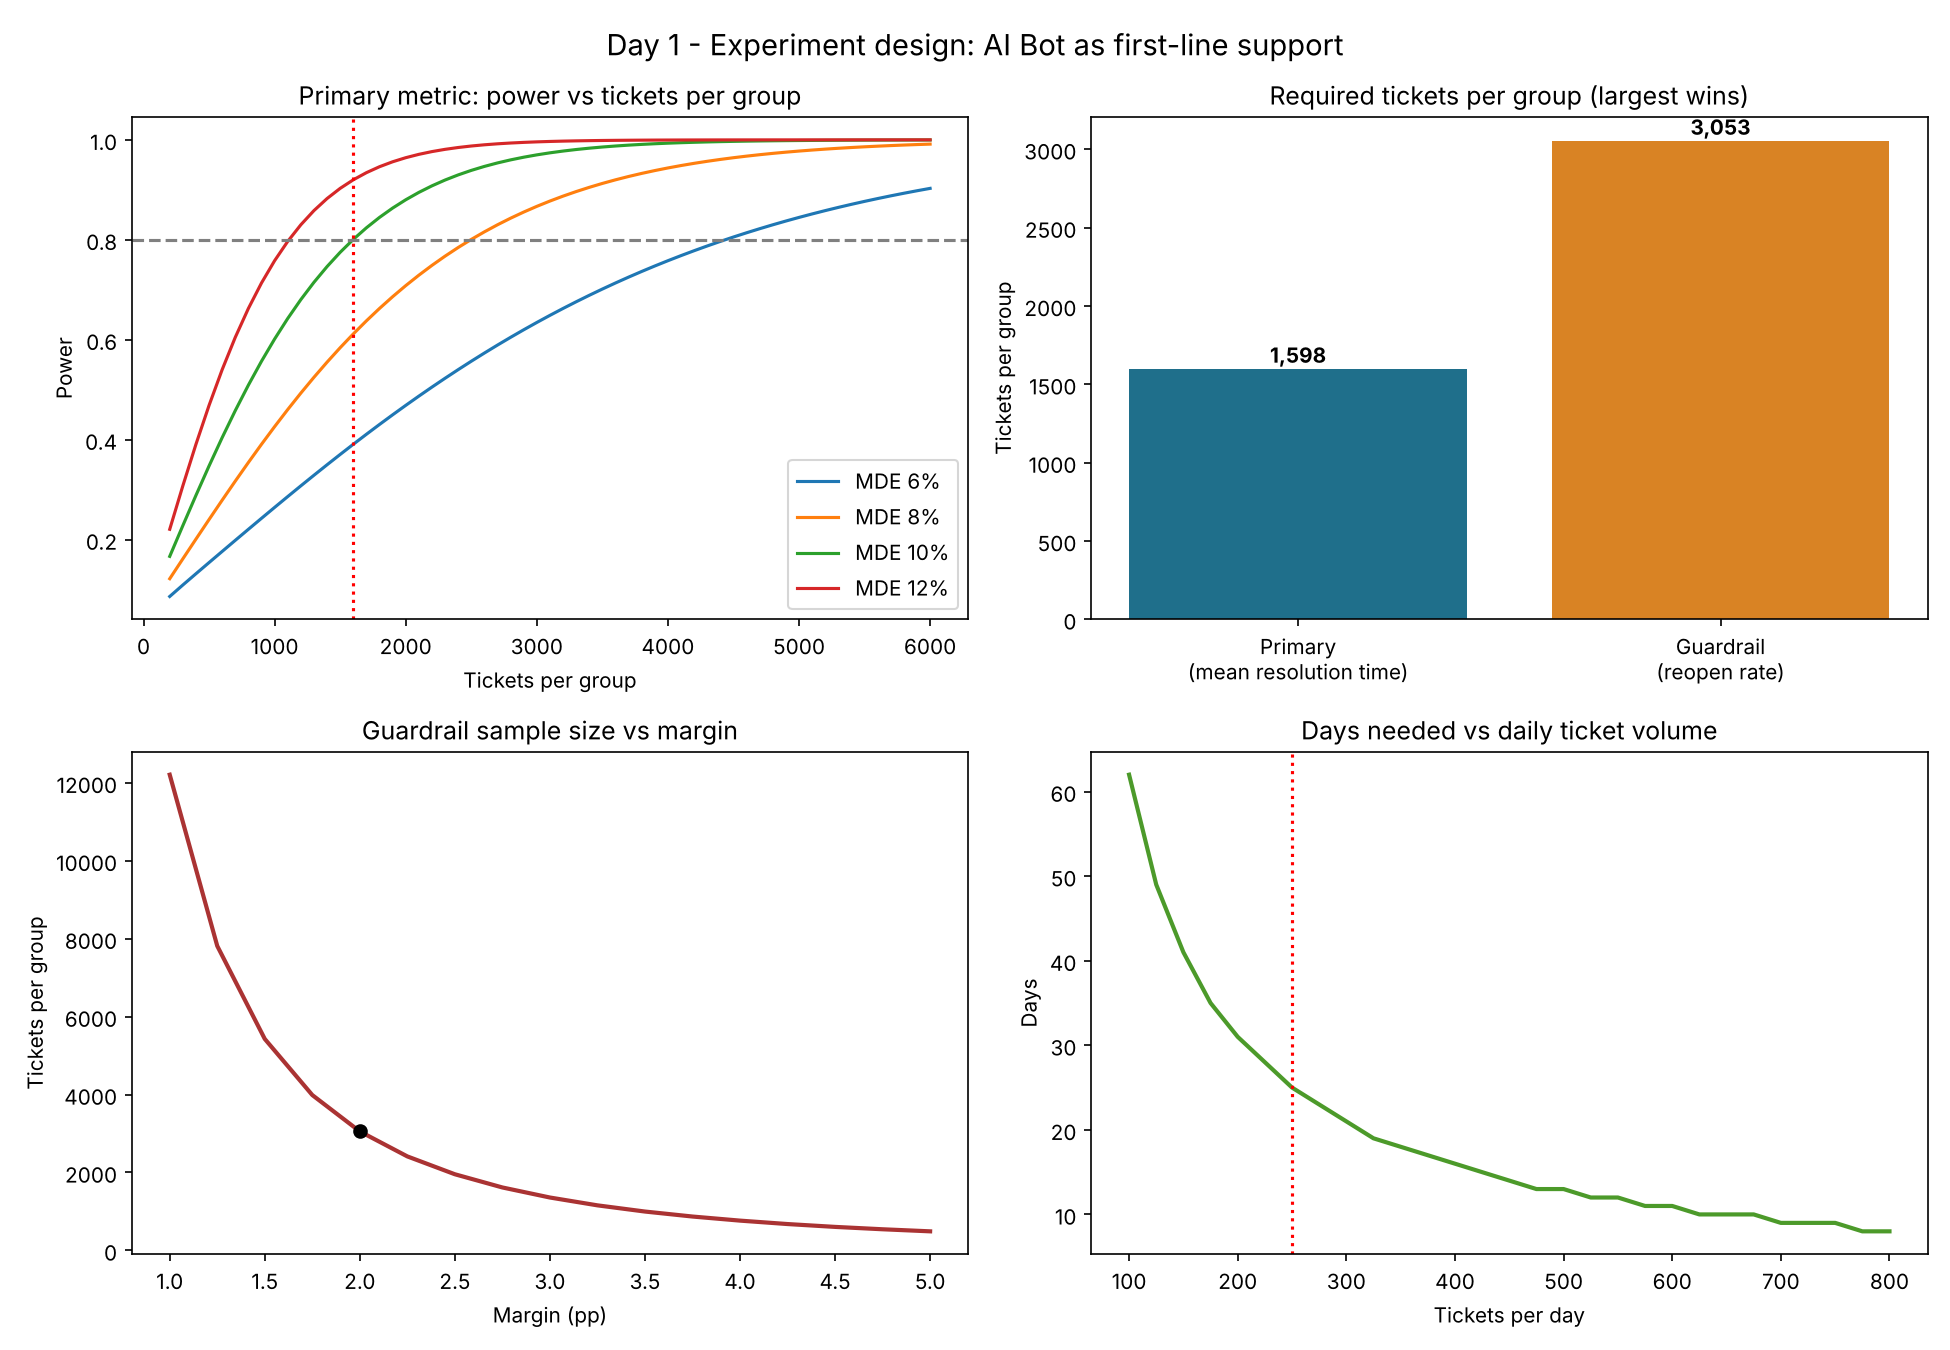 Day 1 - Experiment design: AI Bot as first-line support
Primary metric: power vs tickets per group
1.0
0.8
0.6
0.4
0.2
Power
0 1000 2000 3000 4000 5000 6000
Tickets per group
MDE 6%
MDE 8%
MDE 10%
MDE 12%
Required tickets per group (largest wins)
3000
2500
2000
1500
1000
500
0
Tickets per group
1,598
3,053
Primary
(mean resolution time)
Guardrail
(reopen rate)
Guardrail sample size vs margin
12000
10000
8000
6000
4000
2000
0
Tickets per group
1.0 1.5 2.0 2.5 3.0 3.5 4.0 4.5 5.0
Margin (pp)
Days needed vs daily ticket volume
60
50
40
30
20
10
Days
100 200 300 400 500 600 700 800
Tickets per day